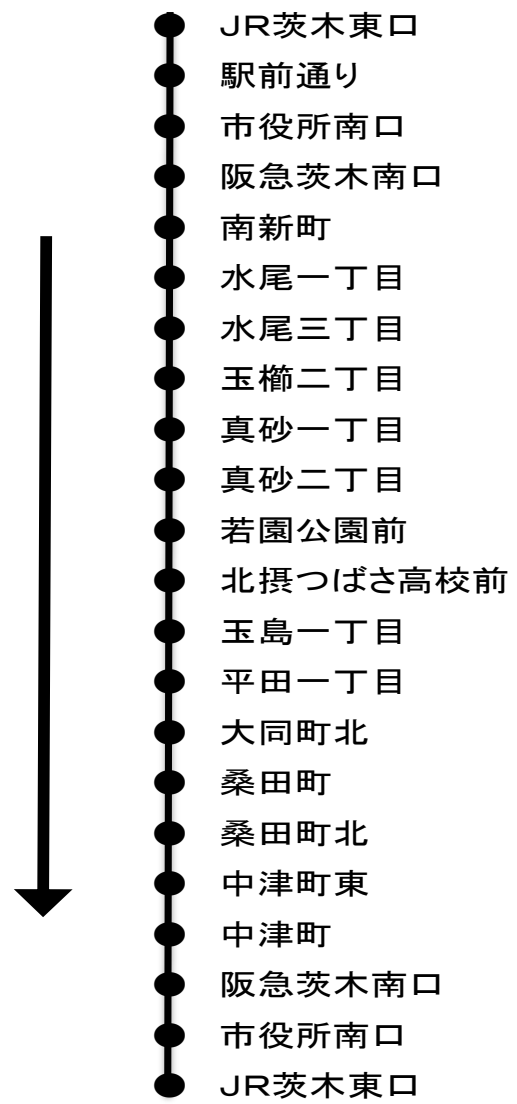 JR茨木東口
駅前通り
市役所南口
阪急茨木南口
南新町
水尾一丁目
水尾三丁目
玉櫛二丁目
真砂一丁目
真砂二丁目
若園公園前
北摂つばさ高校前
玉島一丁目
平田一丁目
大同町北
桑田町
桑田町北
中津町東
中津町
阪急茨木南口
市役所南口
JR茨木東口